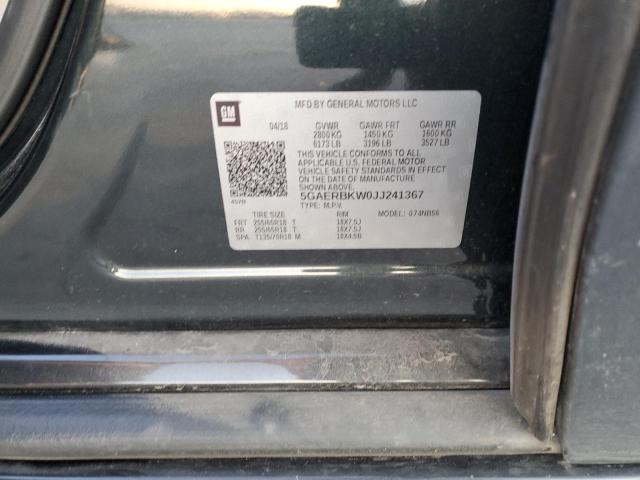 GM
MFD BY GENERAL MOTORS LLC
04/18 GVWR GAWR FRT GAWR RR
2800 KG 1450 KG 1600 KG
6173 LB 3196 LB 3527 LB
THIS VEHICLE CONFORMS TO ALL
APPLICABLE U.S. FEDERAL MOTOR
VEHICLE SAFETY STANDARDS IN
EFFECT ON THE DATE OF
MANUFACTURE SHOWN ABOVE.
5GAERBKW0JJ241367
TYPE: M.P.V.
TIRE SIZE RIM MODEL:
FRT 255/65R18 T 18X7.5J
RR 255/65R18 T 18X7.5J
SPA T135/70R18 M 18X4.5B